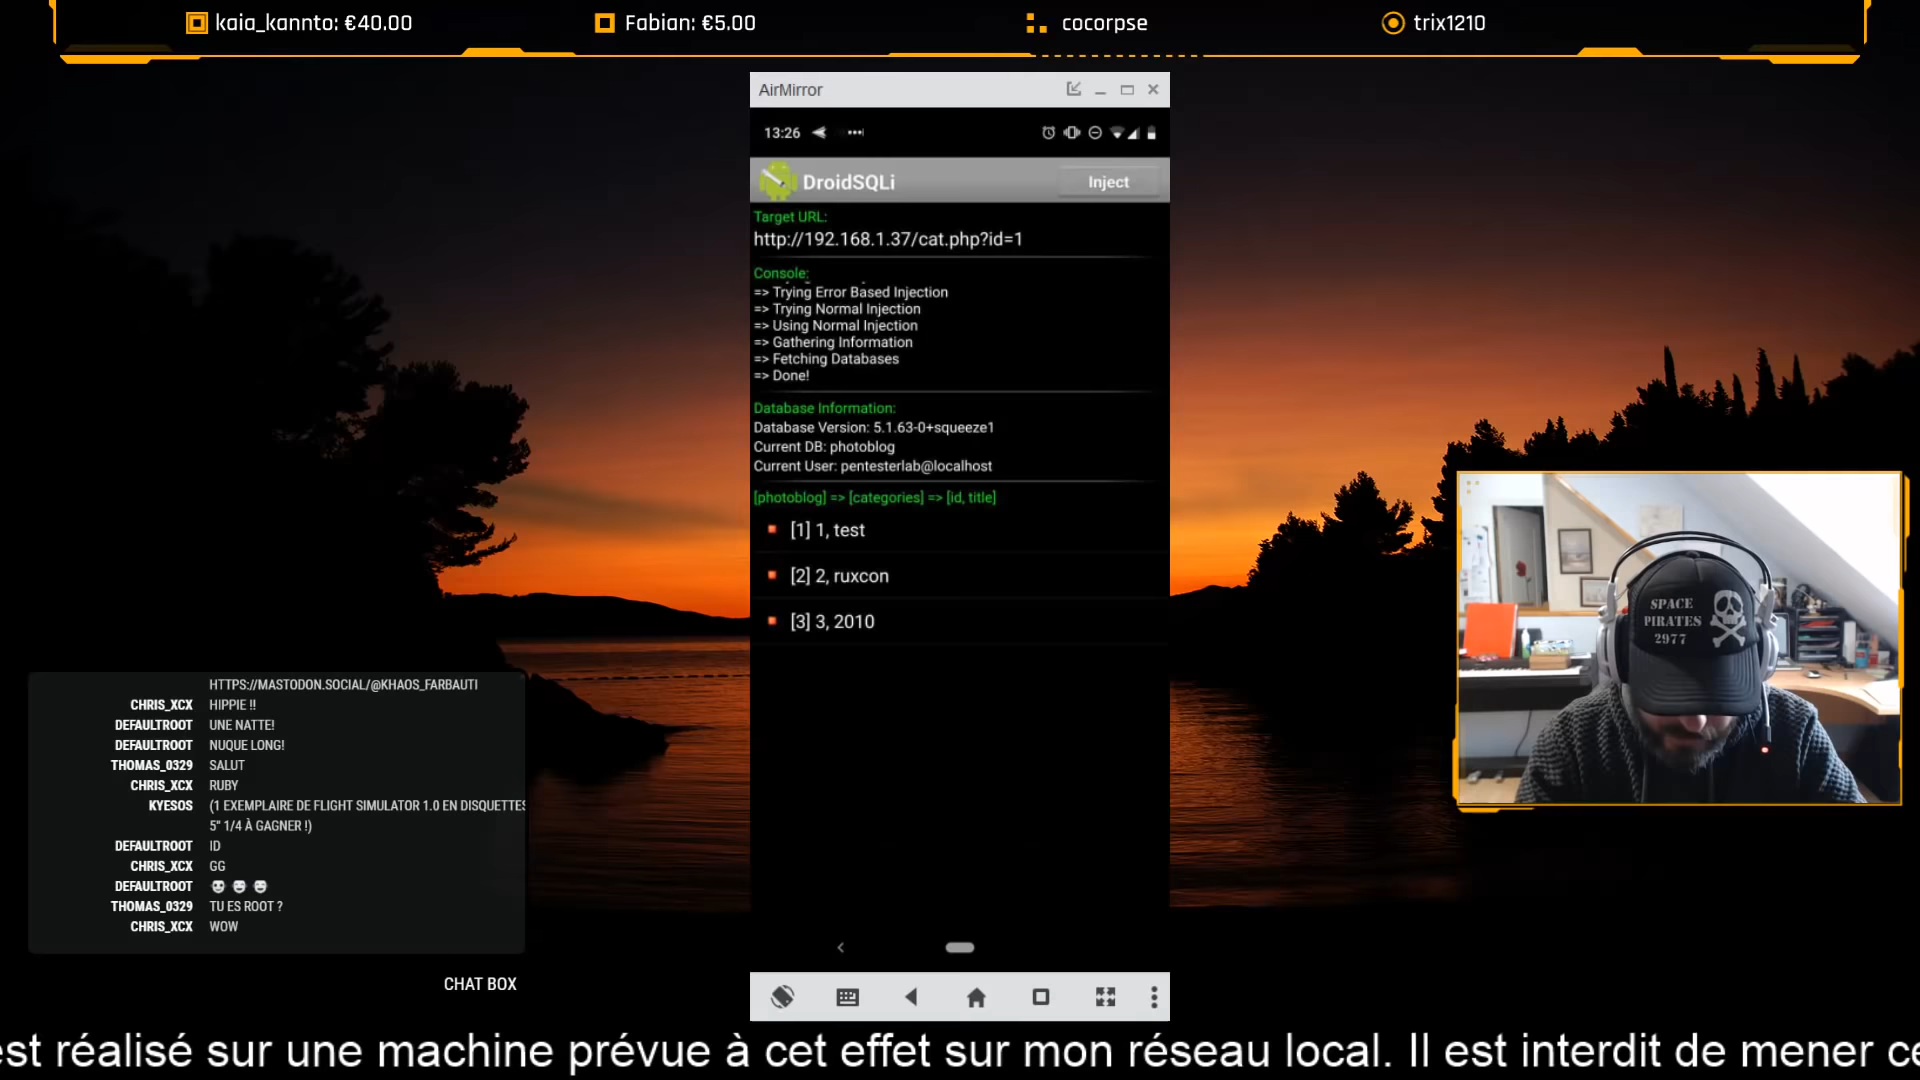 kaia_kannto: €40.00
Fabian: €5.00
cocorpse
trix1210
AirMirror
13:26
DroidSQLi
Inject
Target URL:
http://192.168.1.37/cat.php?id=1
Console:
=> Trying Error Based Injection
=> Trying Normal Injection
=> Using Normal Injection
=> Gathering Information
=> Fetching Databases
=> Done!
Database Information:
Database Version: 5.1.63-0+squeeze1
Current DB: photoblog
Current User: pentesterlab@localhost
[photoblog] => [categories] => [id, title]
[1] 1, test
[2] 2, ruxcon
[3] 3, 2010
SPACE
PIRATES
2977
HTTPS://MASTODON.SOCIAL/@KHAOS_FARBAUTI
CHRIS_XCX HIPPIE !!
DEFAULTROOT UNE NATTE!
DEFAULTROOT NUQUE LONG!
THOMAS_0329 SALUT
CHRIS_XCX RUBY
KYESOS (1 EXEMPLAIRE DE FLIGHT SIMULATOR 1.0 EN DISQUETTES
5" 1/4 À GAGNER !)
DEFAULTROOT ID
CHRIS_XCX GG
DEFAULTROOT
THOMAS_0329 TU ES ROOT ?
CHRIS_XCX WOW
CHAT BOX
est réalisé sur une machine prévue à cet effet sur mon réseau local. Il est interdit de mener ce